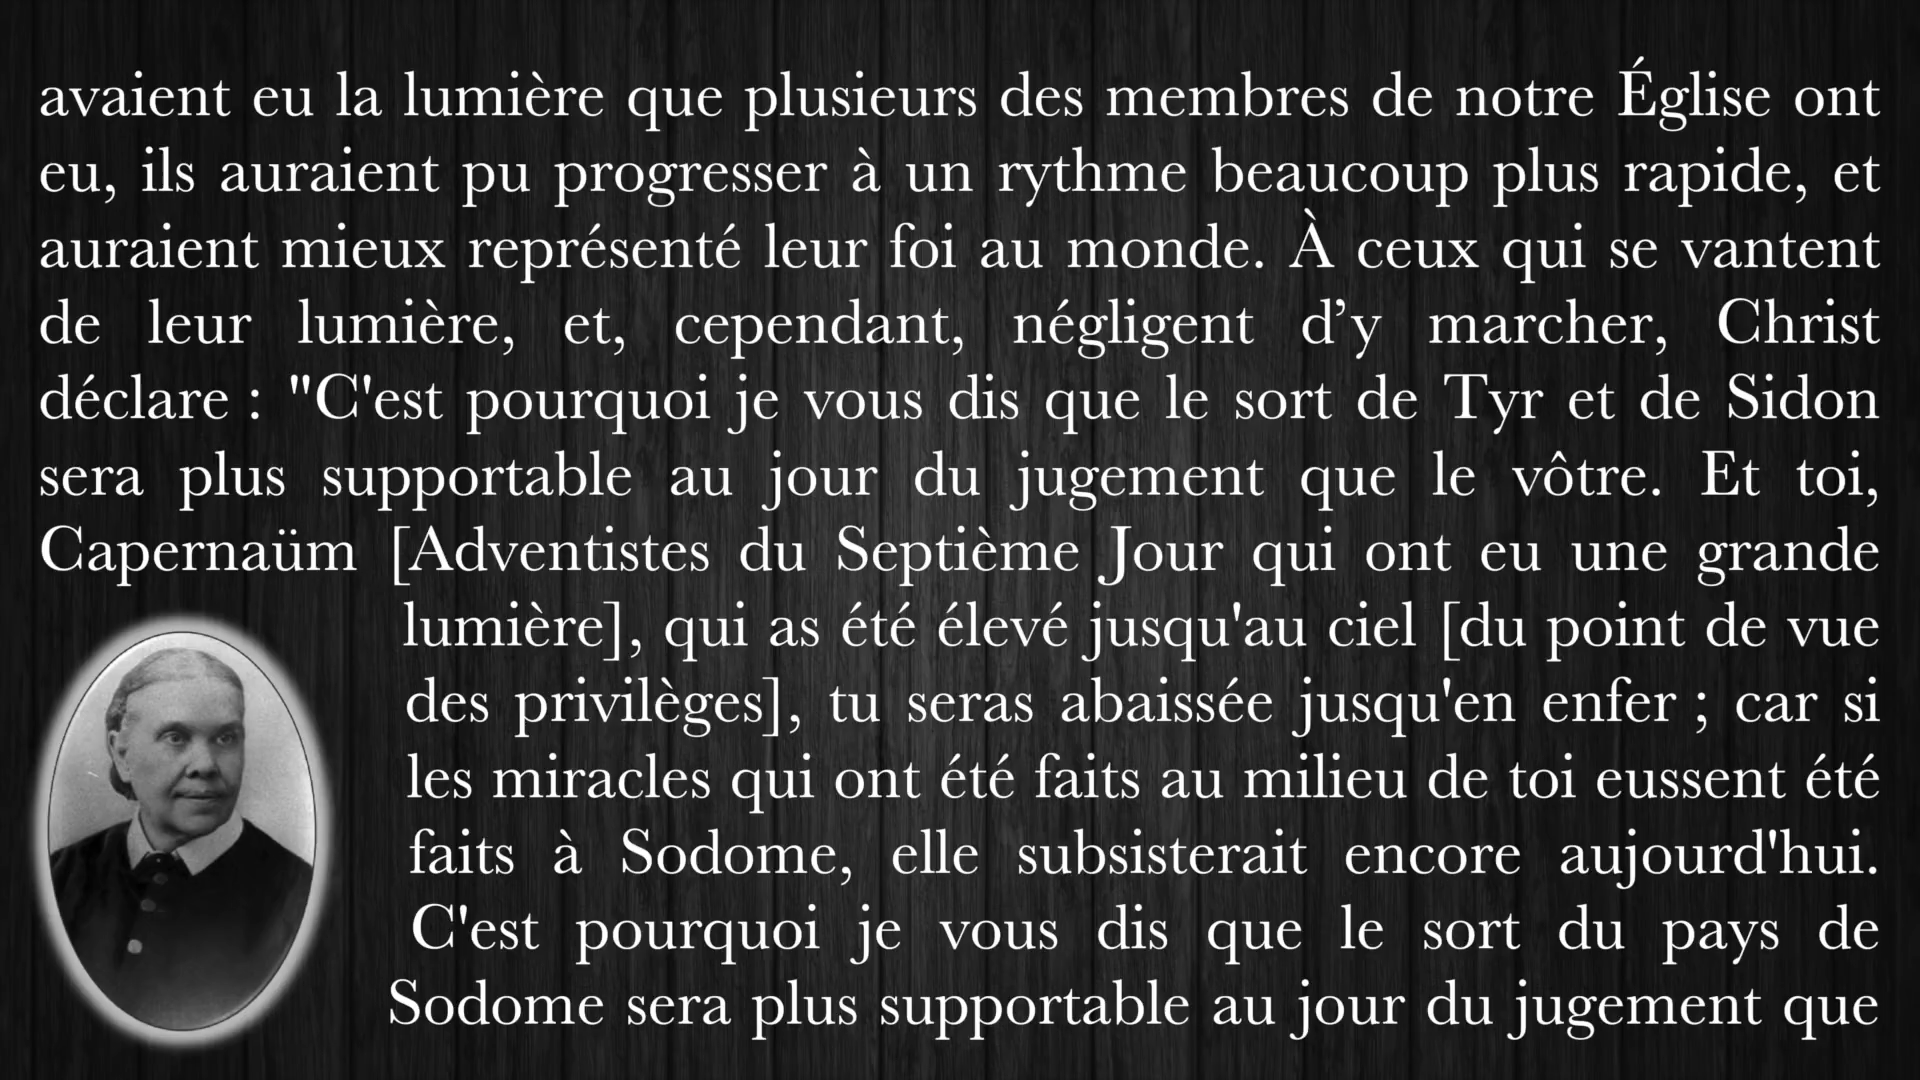 avaient eu la lumière que plusieurs des membres de notre Église ont
eu, ils auraient pu progresser à un rythme beaucoup plus rapide, et
auraient mieux représenté leur foi au monde. À ceux qui se vantent
de leur lumière, et, cependant, négligent d’y marcher, Christ
déclare : "C'est pourquoi je vous dis que le sort de Tyr et de Sidon
sera plus supportable au jour du jugement que le vôtre. Et toi,
Capernaüm [Adventistes du Septième Jour qui ont eu une grande
lumière], qui as été élevé jusqu'au ciel [du point de vue
des privilèges], tu seras abaissée jusqu'en enfer ; car si
les miracles qui ont été faits au milieu de toi eussent été
faits à Sodome, elle subsisterait encore aujourd'hui.
C'est pourquoi je vous dis que le sort du pays de
Sodome sera plus supportable au jour du jugement que